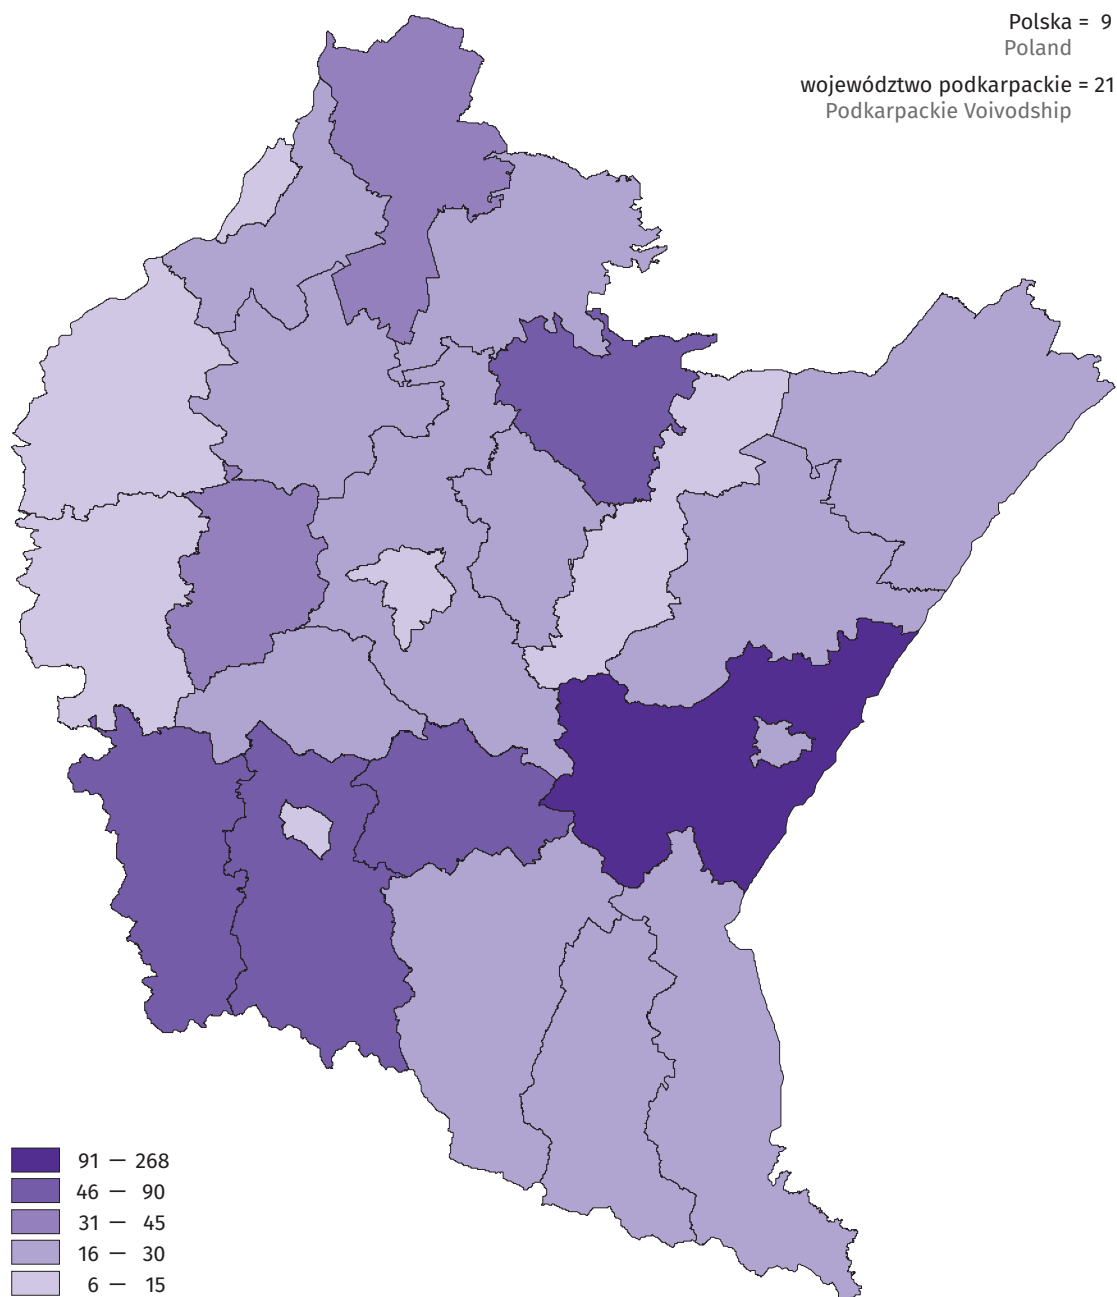 Polska = 9
Poland
województwo podkarpackie = 21
Podkarpackie Voivodship
91 — 268
46 — 90
31 — 45
16 — 30
6 — 15